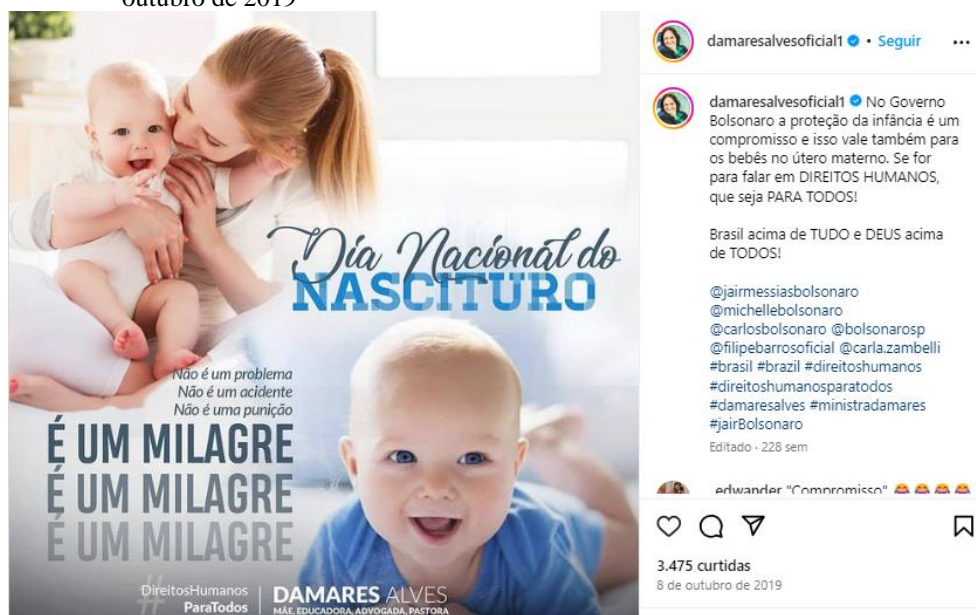 outubro de 2019
Dia Nacional do
NASCITURO
Não é um problema
Não é um acidente
Não é uma punição
É UM MILAGRE
É UM MILAGRE
É UM MILAGRE
#DireitosHumanos
ParaTodos
DAMARES ALVES
MÃE, EDUCADORA, ADVOGADA, PASTORA
damaresalvesoficial1 • Seguir ...
damaresalvesoficial1 No Governo
Bolsonaro a proteção da infância é um
compromisso e isso vale também para
os bebês no útero materno. Se for
para falar em DIREITOS HUMANOS,
que seja PARA TODOS!
Brasil acima de TUDO e DEUS acima
de TODOS!
@jairmessiasbolsonaro
@michellebolsonaro
@carlosbolsonaro @bolsonarosp
@filipebarrosoficial @carla.zambelli
#brasil #brazil #direitoshumanos
#direitoshumanosparatodos
#damaresalves #ministradamares
#jairBolsonaro
Editado · 228 sem
edwander "Compromisso" 😂😂😂😂
3.475 curtidas
8 de outubro de 2019